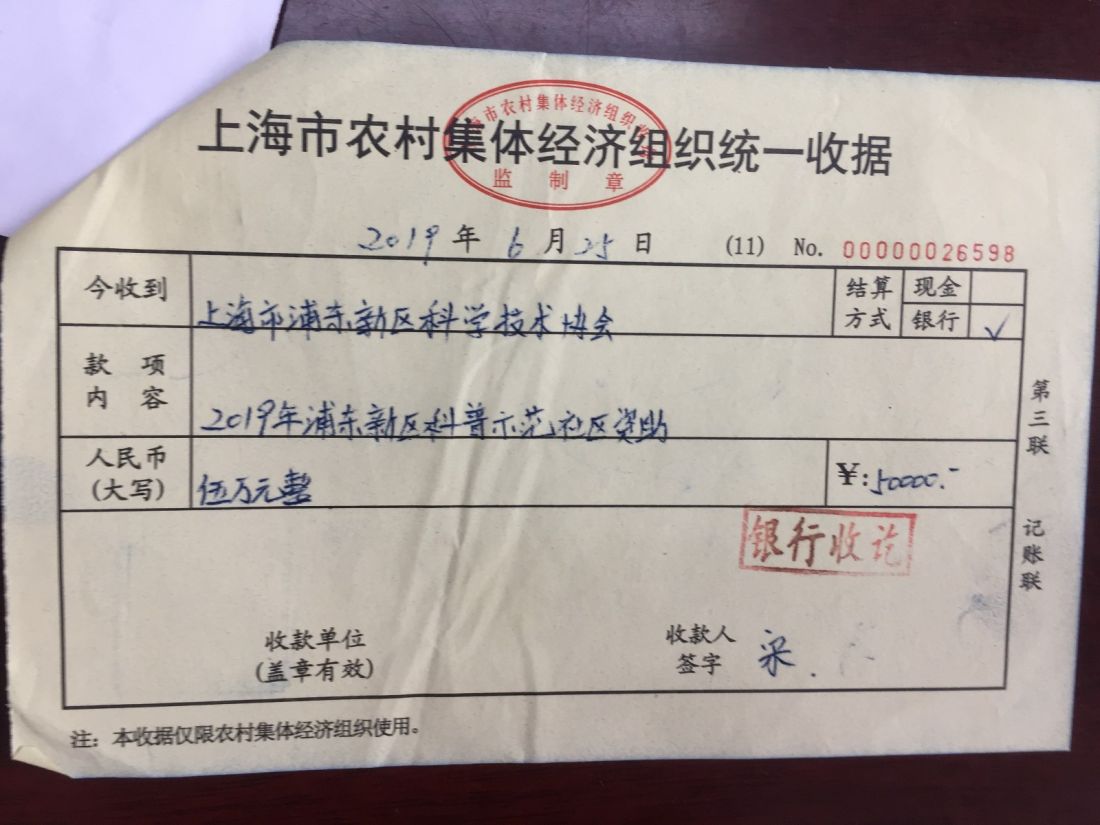 上海市农村集体经济组织统一收据
市农村集体经济组织
监制章
2019年6月25日 (11) No. 00000026598
今收到 上海市浦东新区科学技术协会 结算方式 现金 银行 ✓
款项内容 2019年浦东新区科普示范社区资助
人民币(大写) 伍万元整 ¥:50000.-
银行收讫
收款单位(盖章有效) 收款人签字 梁.
第三联 记账联
注：本收据仅限农村集体经济组织使用。